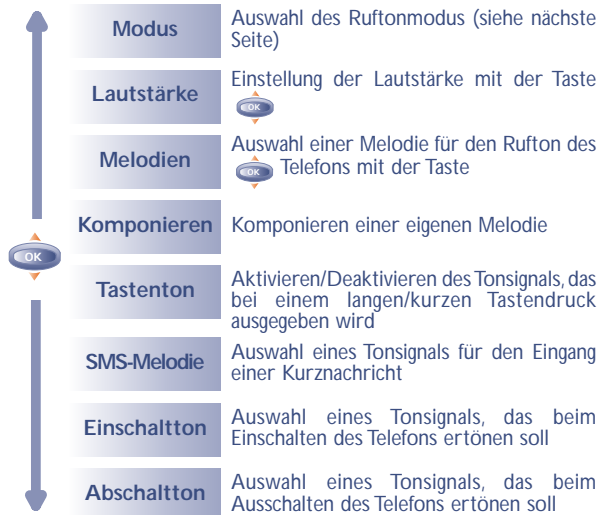 Modus
Auswahl des Ruftonmodus (siehe nächste
Seite)
Lautstärke
Einstellung der Lautstärke mit der Taste
OK
Melodien
Auswahl einer Melodie für den Rufton des
OK Telefons mit der Taste
Komponieren
Komponieren einer eigenen Melodie
OK
Tastenton
Aktivieren/Deaktivieren des Tonsignals, das
bei einem langen/kurzen Tastendruck
ausgegeben wird
SMS-Melodie
Auswahl eines Tonsignals für den Eingang
einer Kurznachricht
Einschaltton
Auswahl eines Tonsignals, das beim
Einschalten des Telefons ertönen soll
Abschaltton
Auswahl eines Tonsignals, das beim
Ausschalten des Telefons ertönen soll